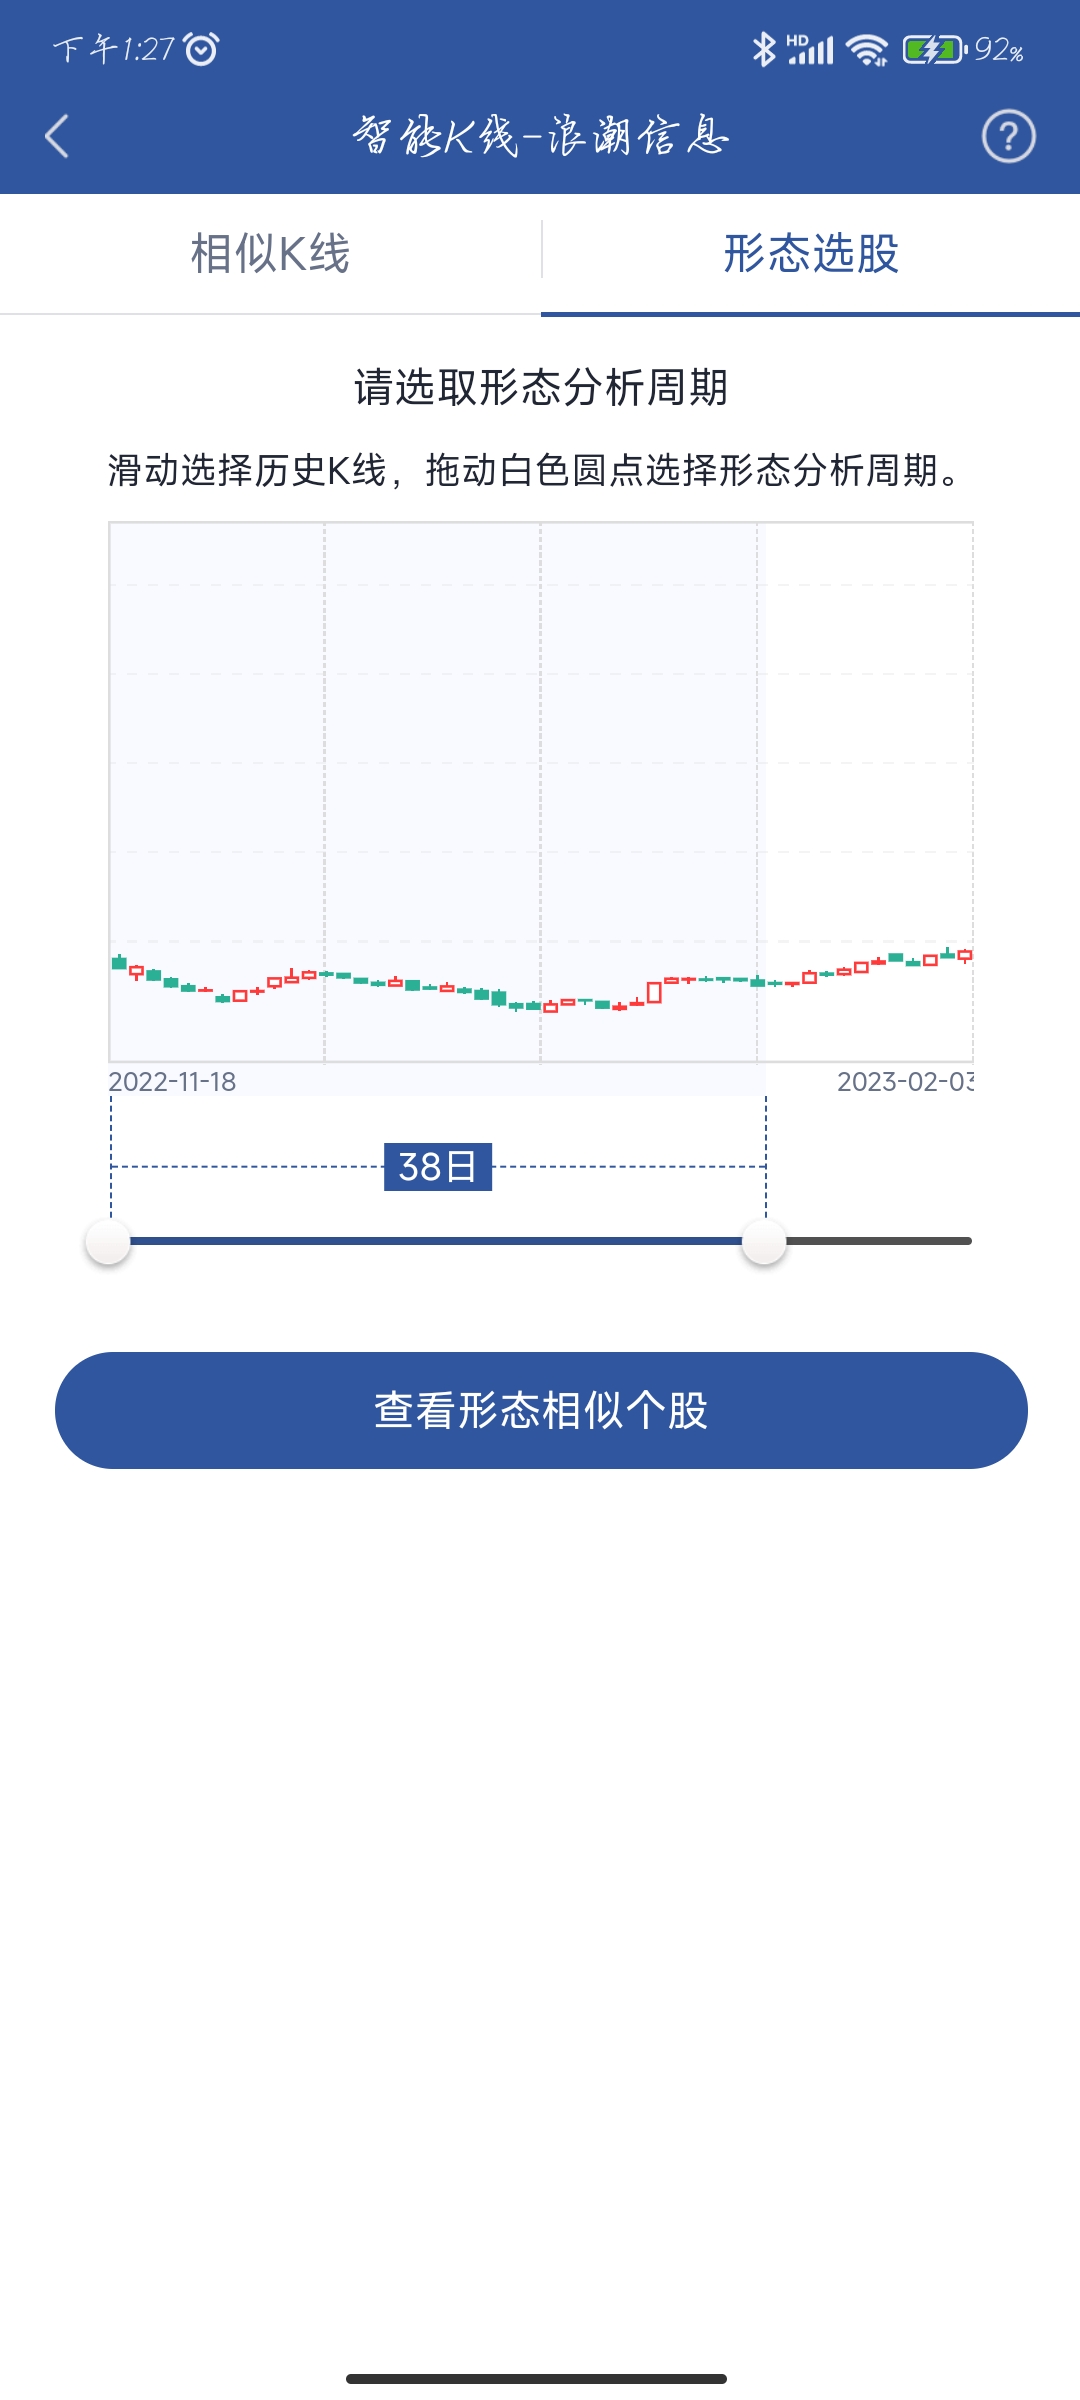 下午1:27 HD 92%
智能K线-浪潮信息
相似K线 形态选股
请选取形态分析周期
滑动选择历史K线，拖动白色圆点选择形态分析周期。
2022-11-18 2023-02-03
38日
查看形态相似个股